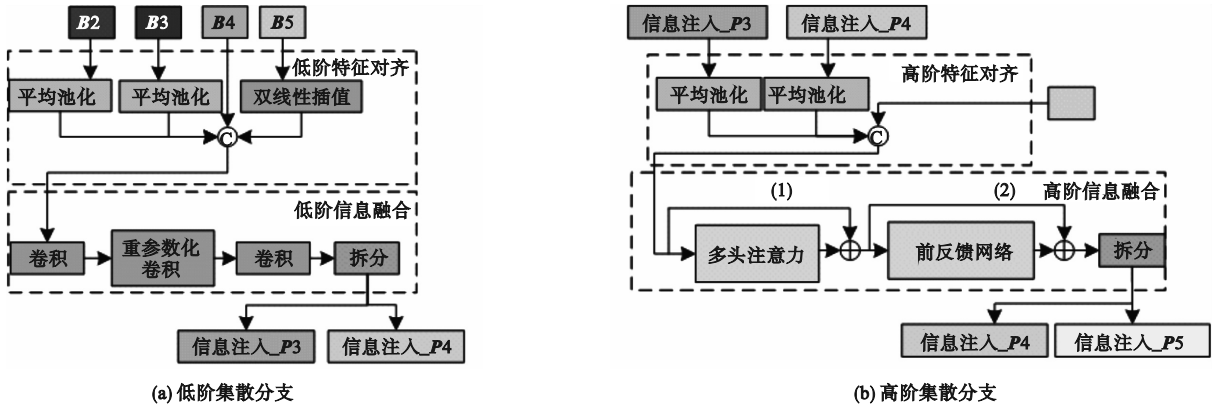 B2 B3 B4 B5
低阶特征对齐
平均池化 平均池化 双线性插值
C
低阶信息融合
卷积 重参数化卷积 卷积 拆分
信息注入_P3 信息注入_P4
(a) 低阶集散分支
信息注入_P3 信息注入_P4
高阶特征对齐
平均池化 平均池化
C
(1) (2) 高阶信息融合
多头注意力 前反馈网络 拆分
信息注入_P4 信息注入_P5
(b) 高阶集散分支